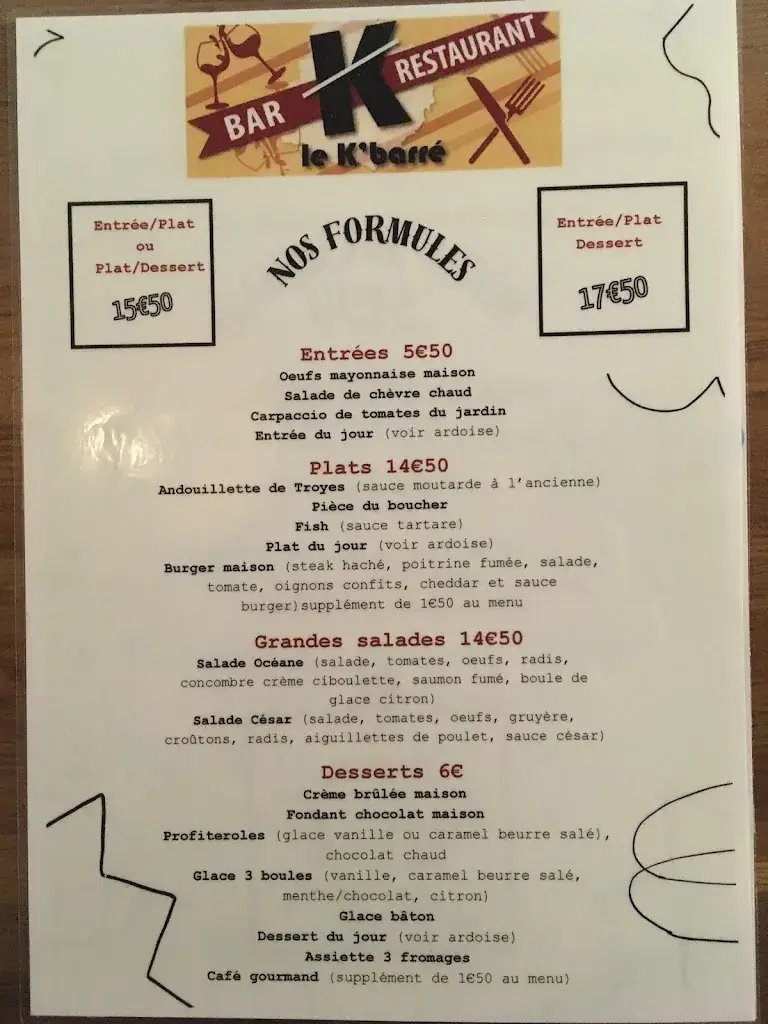 BAR
K
RESTAURANT
le K'barré
Entrée/Plat
ou
Plat/Dessert
15€50
NOS FORMULES
Entrée/Plat
Dessert
17€50
Entrées 5€50
Oeufs mayonnaise maison
Salade de chèvre chaud
Carpaccio de tomates du jardin
Entrée du jour (voir ardoise)
Plats 14€50
Andouillette de Troyes (sauce moutarde à l'ancienne)
Pièce du boucher
Fish (sauce tartare)
Plat du jour (voir ardoise)
Burger maison (steak haché, poitrine fumée, salade,
tomate, oignons confits, cheddar et sauce
burger)supplément de 1€50 au menu
Grandes salades 14€50
Salade Océane (salade, tomates, oeufs, radis,
concombre crème ciboulette, saumon fumé, boule de
glace citron)
Salade César (salade, tomates, oeufs, gruyère,
croûtons, radis, aiguillettes de poulet, sauce césar)
Desserts 6€
Crème brûlée maison
Fondant chocolat maison
Profiteroles (glace vanille ou caramel beurre salé),
chocolat chaud
Glace 3 boules (vanille, caramel beurre salé,
menthe/chocolat, citron)
Glace bâton
Dessert du jour (voir ardoise)
Assiette 3 fromages
Café gourmand (supplément de 1€50 au menu)